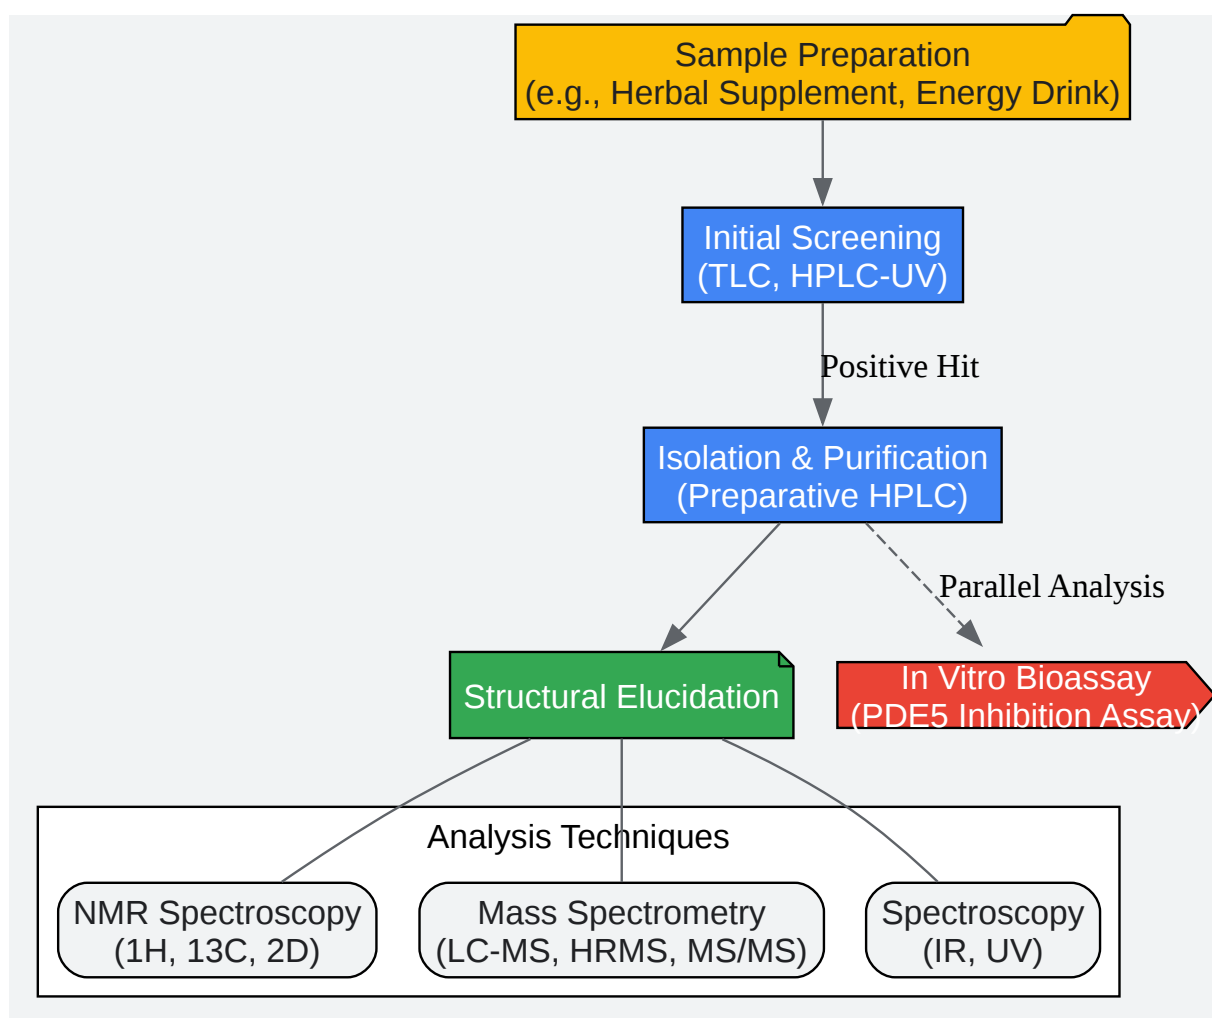 Sample Preparation
(e.g., Herbal Supplement, Energy Drink)
Initial Screening
(TLC, HPLC-UV)
Positive Hit
Isolation & Purification
(Preparative HPLC)
Parallel Analysis
Structural Elucidation
In Vitro Bioassay
(PDE5 Inhibition Assay)
Analysis Techniques
NMR Spectroscopy
(1H, 13C, 2D)
Mass Spectrometry
(LC-MS, HRMS, MS/MS)
Spectroscopy
(IR, UV)